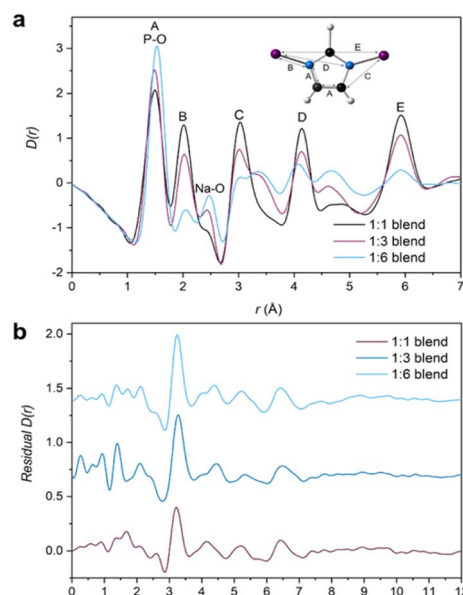 a
A
P-O
E
B
A
D
C
A
B
C
D
E
Na-O
3
2
1
0
-1
-2
D(r)
1:1 blend
1:3 blend
1:6 blend
0 1 2 3 4 5 6 7
r (Å)
b
2.0
1.5
1.0
0.5
0.0
Residual D(r)
1:1 blend
1:3 blend
1:6 blend
0 1 2 3 4 5 6 7 8 9 10 11 12